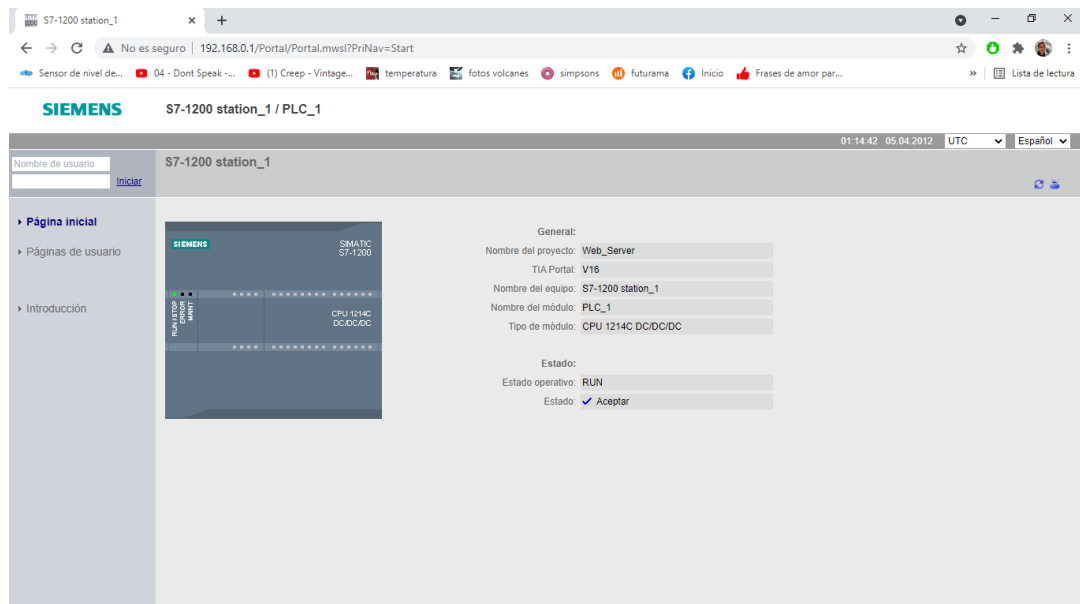 S7-1200 station_1
No es seguro 192.168.0.1/Portal/Portal.mwsl?PriNav=Start
Sensor de nivel de... 04 - Dont Speak -... (1) Creep - Vintage... temperatura fotos volcanes simpsons futurama Inicio Frases de amor par... » Lista de lectura
SIEMENS S7-1200 station_1 / PLC_1
01:14:42 05.04.2012 UTC Español
Nombre de usuario
Iniciar
S7-1200 station_1
Página inicial
Páginas de usuario
Introducción
SIEMENS SIMATIC
S7-1200
RUN / STOP
ERROR
MAINT
CPU 1214C
DC/DC/DC
General:
Nombre del proyecto: Web_Server
TIA Portal: V16
Nombre del equipo: S7-1200 station_1
Nombre del módulo: PLC_1
Tipo de módulo: CPU 1214C DC/DC/DC
Estado:
Estado operativo: RUN
Estado: Aceptar